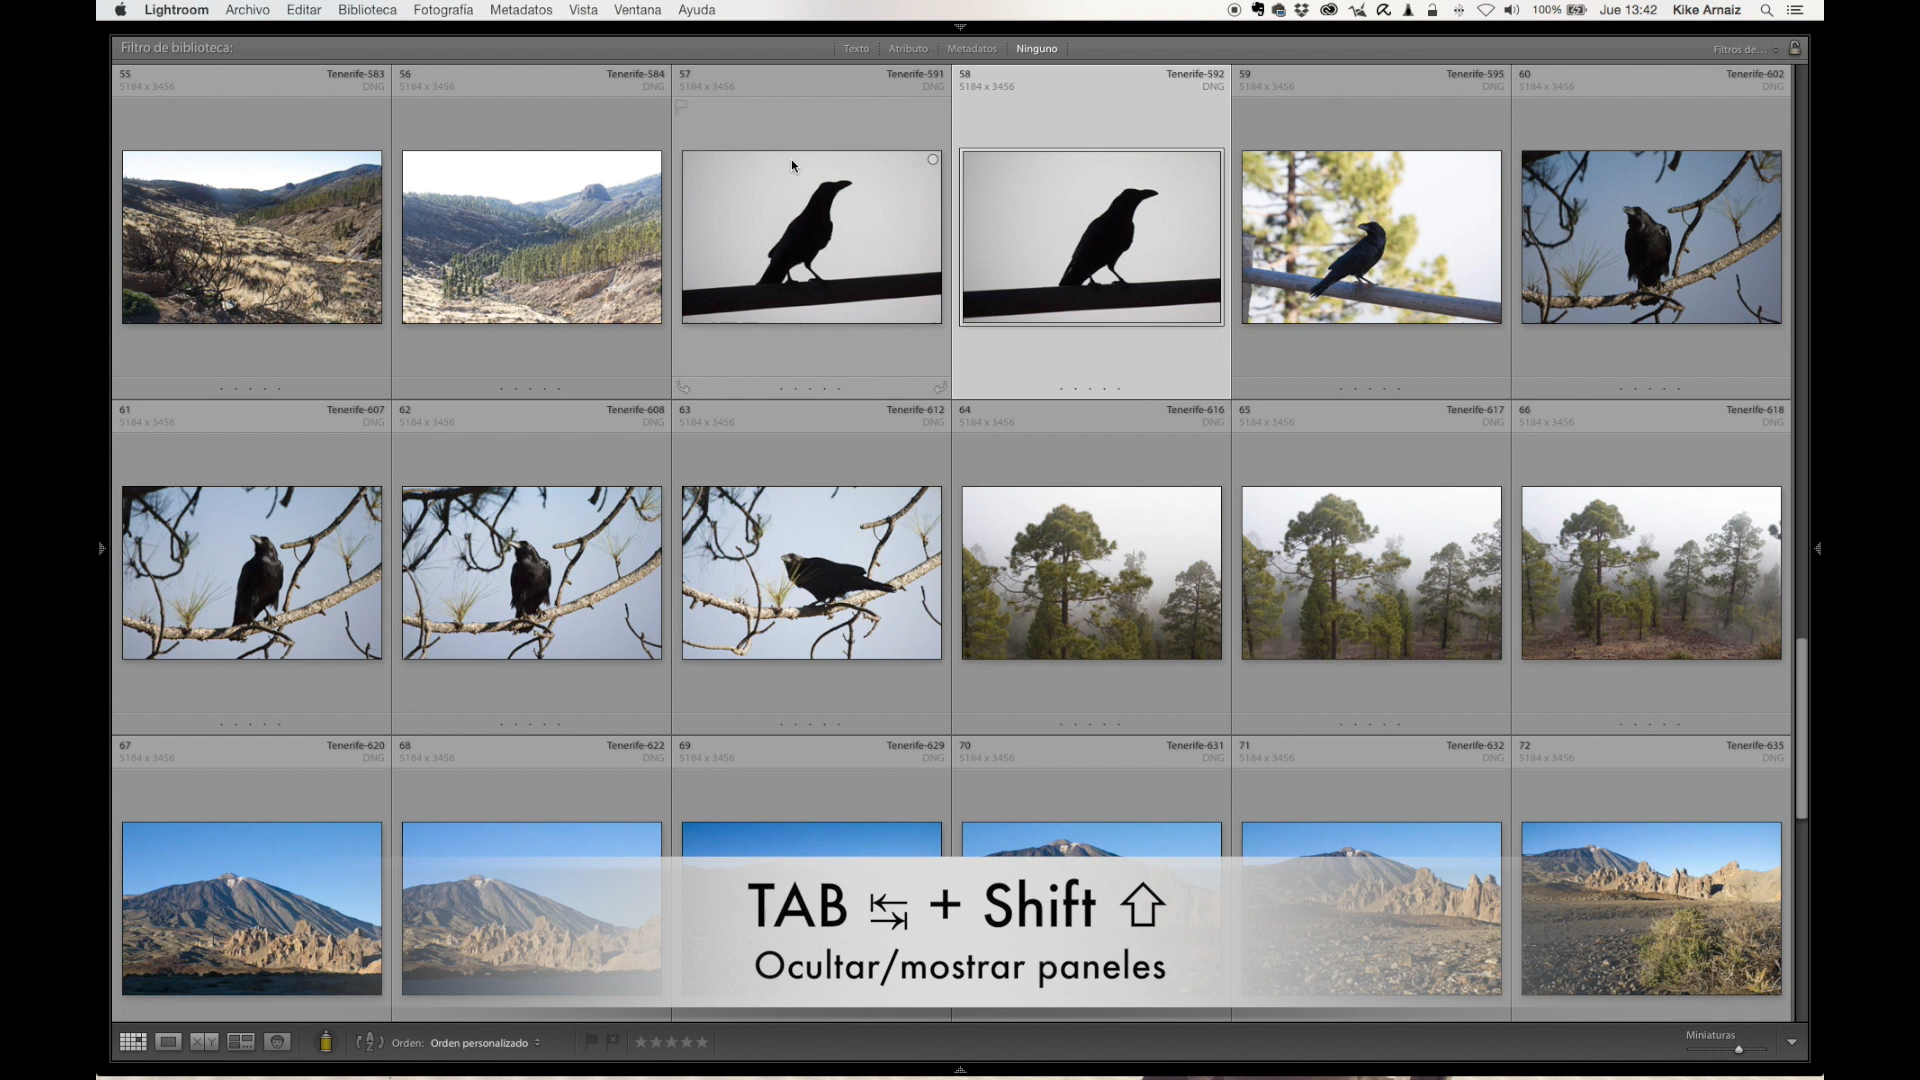 Lightroom Archivo Editar Biblioteca Fotografía Metadatos Vista Ventana Ayuda 100% Jue 13:42 Kike Arnaiz
Filtro de biblioteca: Texto Atributo Metadatos Ninguno Filtros de...
55 Tenerife-583 56 Tenerife-584 57 Tenerife-591 58 Tenerife-592 59 Tenerife-595 60 Tenerife-602
5184 x 3456 DNG 5184 x 3456 DNG 5184 x 3456 DNG 5184 x 3456 DNG 5184 x 3456 DNG 5184 x 3456 DNG
61 Tenerife-607 62 Tenerife-608 63 Tenerife-612 64 Tenerife-616 65 Tenerife-617 66 Tenerife-618
5184 x 3456 DNG 5184 x 3456 DNG 5184 x 3456 DNG 5184 x 3456 DNG 5184 x 3456 DNG 5184 x 3456 DNG
67 Tenerife-620 68 Tenerife-622 69 Tenerife-629 70 Tenerife-631 71 Tenerife-632 72 Tenerife-635
5184 x 3456 DNG 5184 x 3456 DNG 5184 x 3456 DNG 5184 x 3456 DNG 5184 x 3456 DNG 5184 x 3456 DNG
TAB ↹ + Shift ⇧
Ocultar/mostrar paneles
XY AZ Orden: Orden personalizado Miniaturas